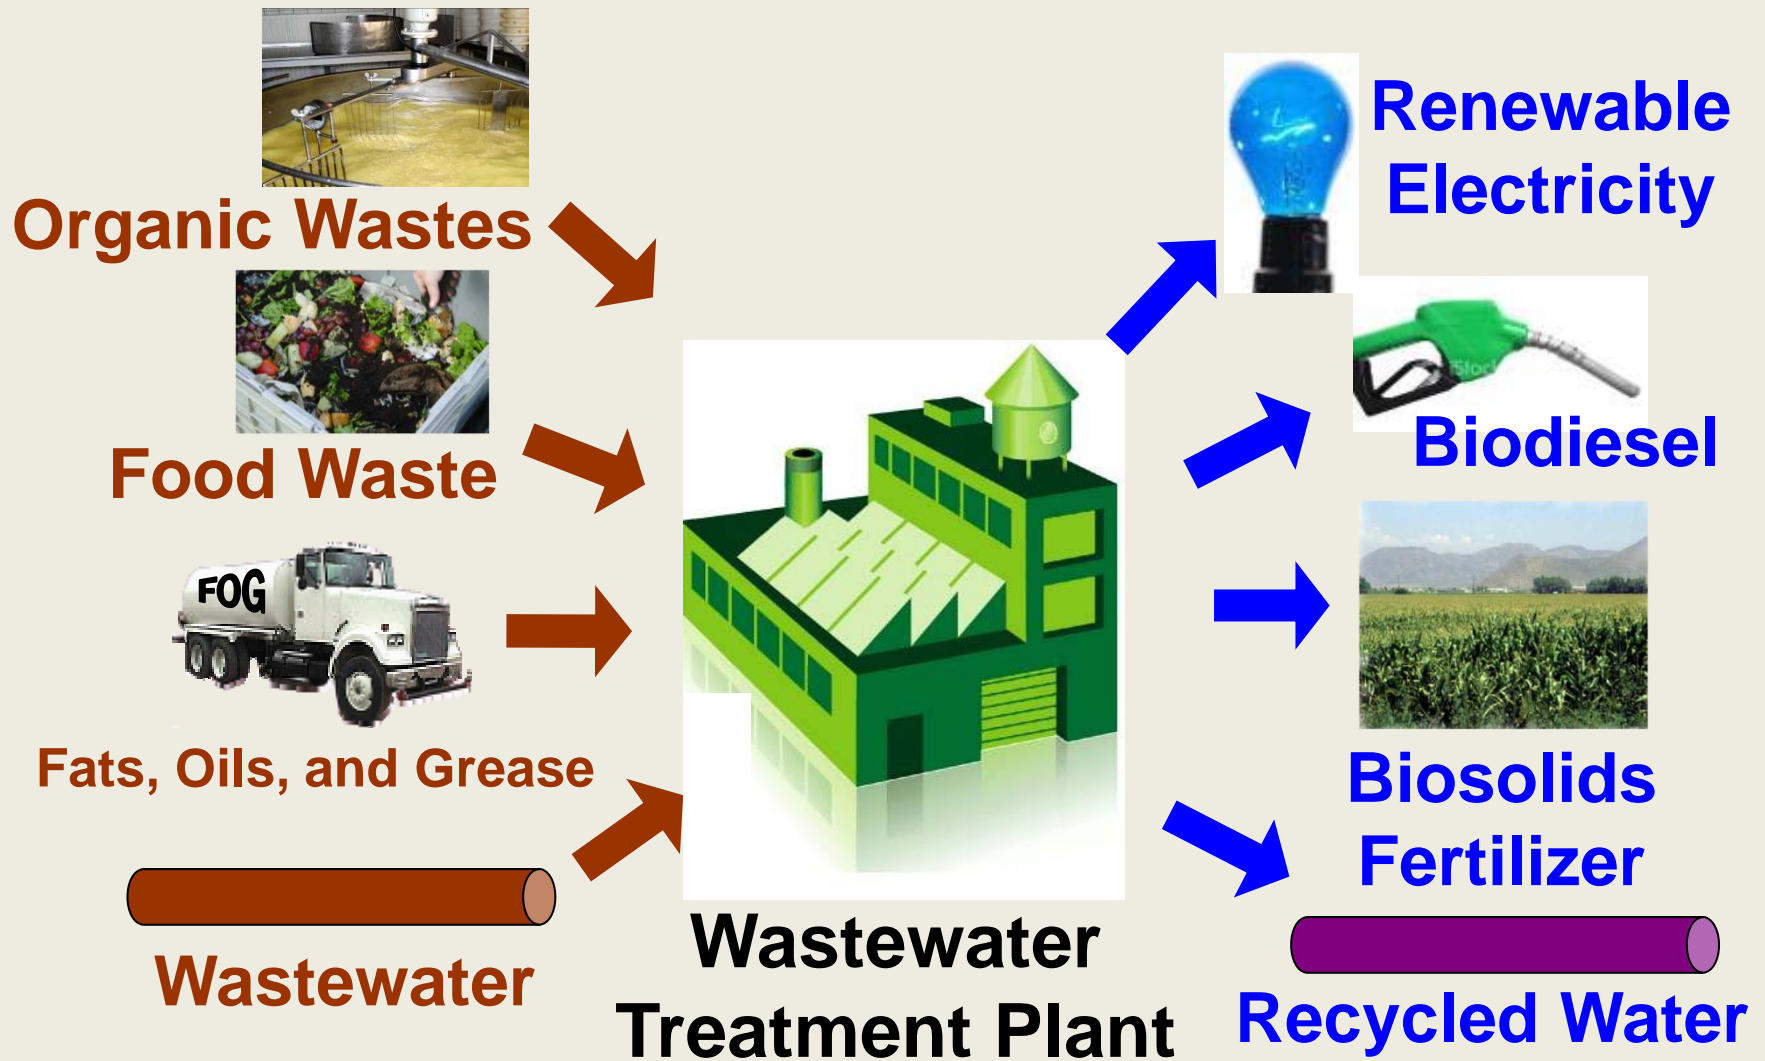 Organic Wastes
Food Waste
FOG
Fats, Oils, and Grease
Wastewater
Wastewater
Treatment Plant
Renewable
Electricity
iStock
Biodiesel
Biosolids
Fertilizer
Recycled Water